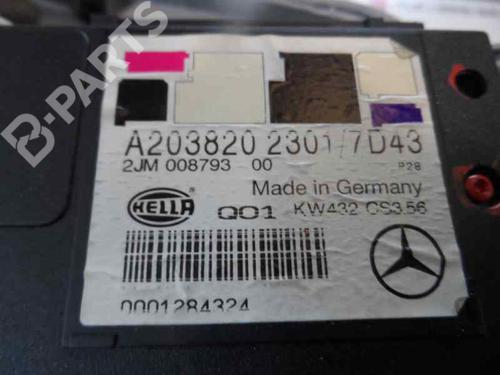 B-PARTS
A203820 2301/7D43
2JM 008793 00 P28
Made in Germany
HELLA Q01 KW432 CS3.56
0001284324